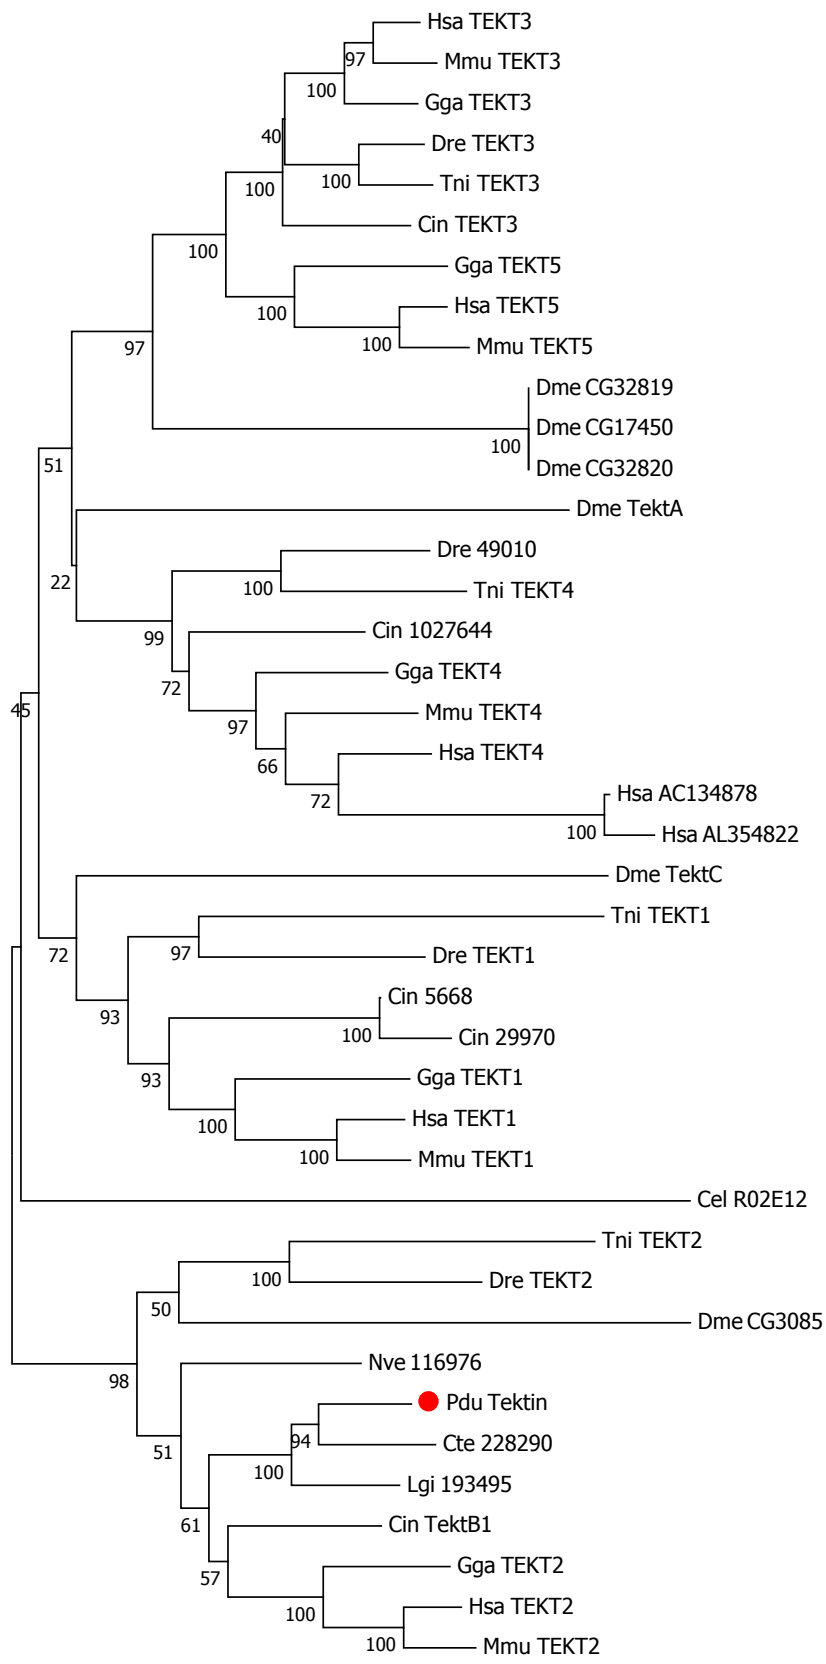 Hsa TEKT3
97
Mmu TEKT3
100
Gga TEKT3
40
Dre TEKT3
100
100
Tni TEKT3
Cin TEKT3
100
Gga TEKT5
Hsa TEKT5
100
100
Mmu TEKT5
97
Dme CG32819
Dme CG17450
100
Dme CG32820
51
Dme TektA
Dre 49010
22
100
Tni TEKT4
99
Cin 1027644
Gga TEKT4
72
Mmu TEKT4
45
97
Hsa TEKT4
66
Hsa AC134878
72
100
Hsa AL354822
Dme TektC
Tni TEKT1
72
97
Dre TEKT1
Cin 5668
93
100
Cin 29970
93
Gga TEKT1
Hsa TEKT1
100
100
Mmu TEKT1
Cel R02E12
Tni TEKT2
100
Dre TEKT2
50
Dme CG3085
98
Nve 116976
Pdu Tektin
94
Cte 228290
51
100
Lgi 193495
61
Cin TektB1
Gga TEKT2
57
Hsa TEKT2
100
100
Mmu TEKT2